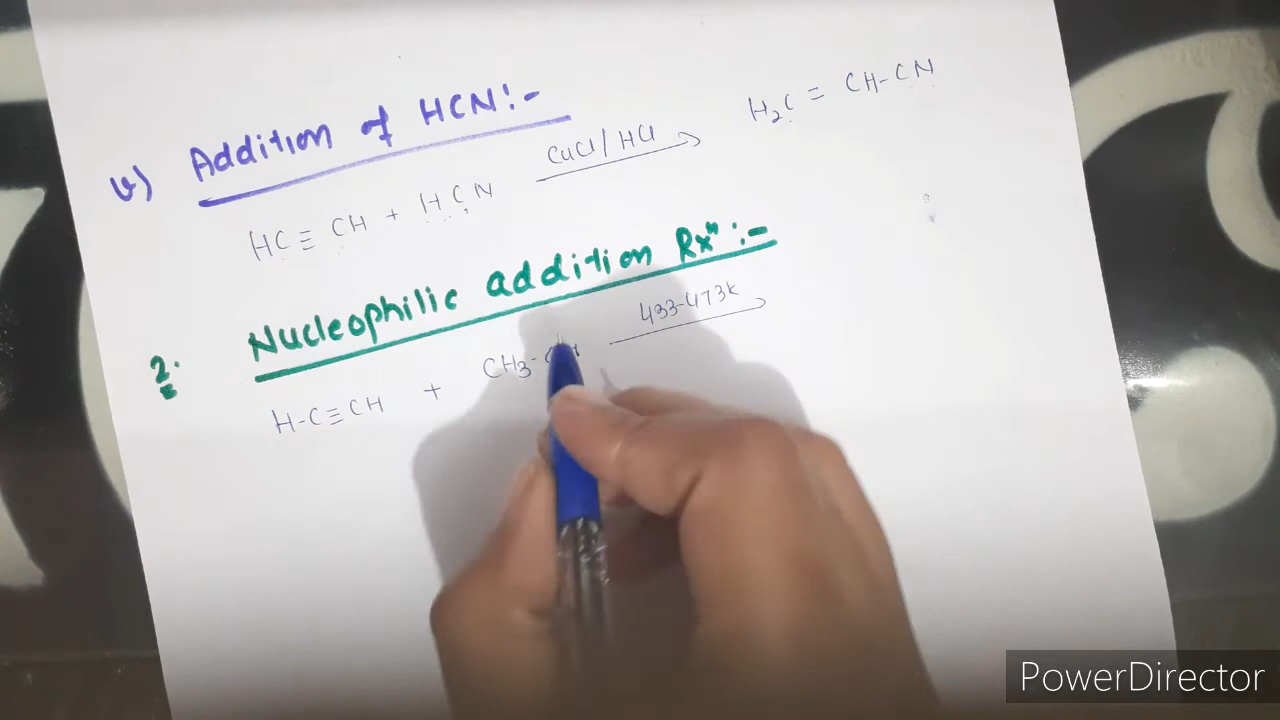 v) Addition of HCN:-
HC ≡ CH + HCN CuCl/HCl → H₂C = CH-CN
2. Nucleophilic addition Rxⁿ:-
H-C≡CH + CH3- 433-473K →
PowerDirector